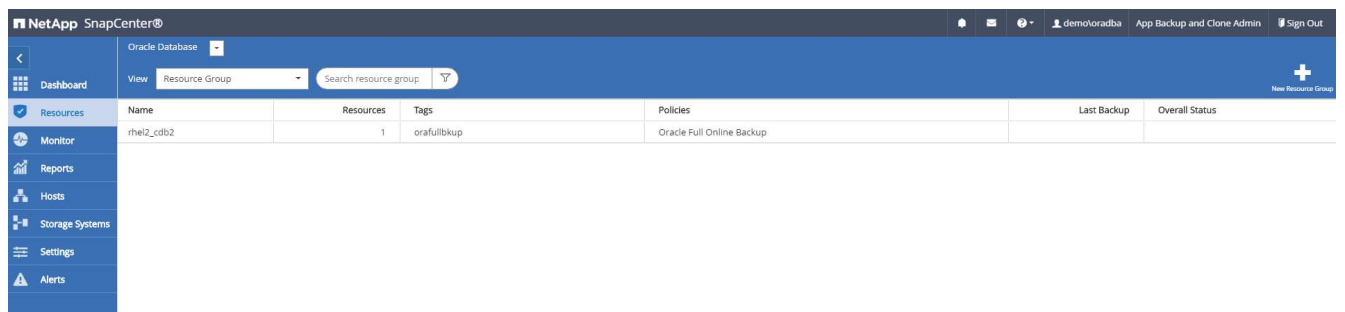 NetApp SnapCenter® demo\oradba App Backup and Clone Admin Sign Out
Oracle Database
View Resource Group Search resource group
New Resource Group
Dashboard
Resources
Monitor
Reports
Hosts
Storage Systems
Settings
Alerts
Name Resources Tags Policies Last Backup Overall Status
rhel2_cdb2 1 orafullbkup Oracle Full Online Backup